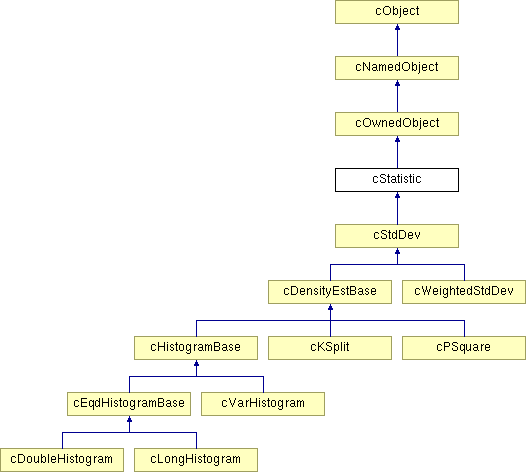 cObject
cNamedObject
cOwnedObject
cStatistic
cStdDev
cDensityEstBase
cWeightedStdDev
cHistogramBase
cKSplit
cPSquare
cEqdHistogramBase
cVarHistogram
cDoubleHistogram
cLongHistogram